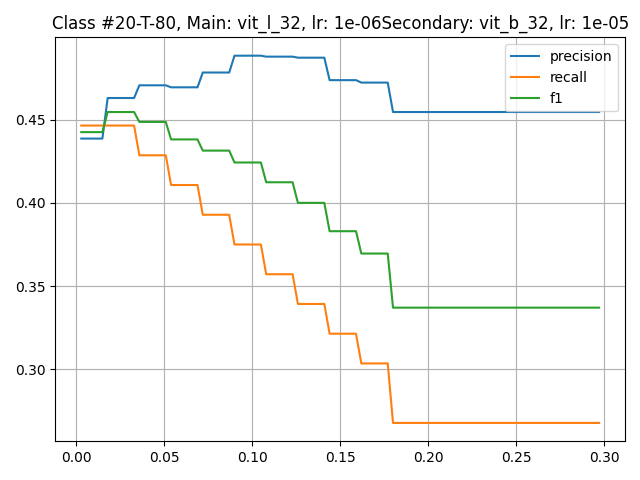 Class #20-T-80, Main: vit_l_32, lr: 1e-06Secondary: vit_b_32, lr: 1e-05
precision
recall
f1
0.45
0.40
0.35
0.30
0.00 0.05 0.10 0.15 0.20 0.25 0.30